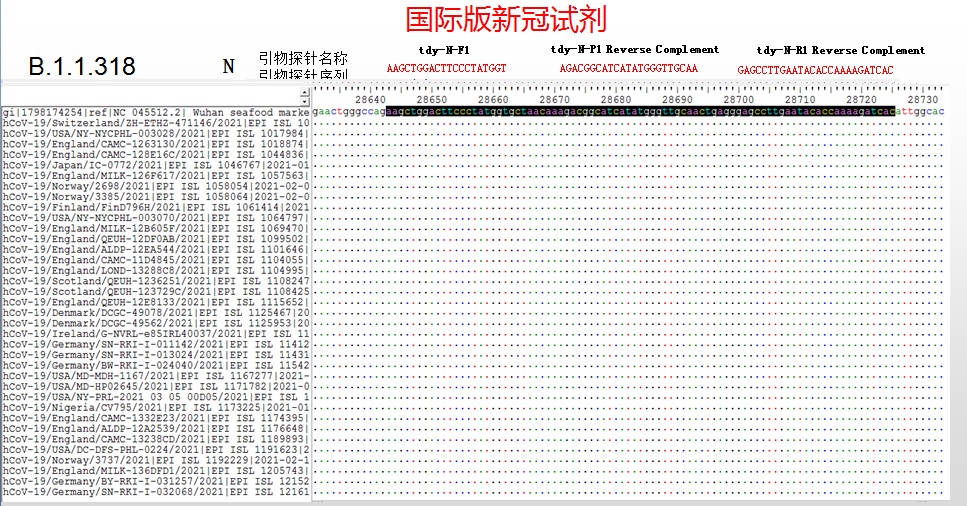 国际版新冠试剂
B.1.1.318
N
引物探针名称
tdy-N-F1
tdy-N-P1 Reverse Complement
tdy-N-R1 Reverse Complement
引物探针序列
AAGCTGGACTTCCCTATGGT
AGACGGCATCATATGGGTTGCAA
GAGCCTTGAATACACCAAAAGATCAC
28640 28650 28660 28670 28680 28690 28700 28710 28720 28730
gi|1798174254|ref|NC 045512.2| Wuhan seafood marke
gaactgggccagaagctggacttccctatggtgctaacaaagacggcatcatatgggttgcaactgagggagccttgaatacaccaaaagatcacattggcac
hCoV-19/Switzerland/ZH-ETHZ-471146/2021|EPI ISL 10
hCoV-19/USA/NY-NYCPHL-003028/2021|EPI ISL 1017984|
hCoV-19/England/CAMC-1263130/2021|EPI ISL 1018874|
hCoV-19/England/CAMC-128E16C/2021|EPI ISL 1044836|
hCoV-19/Japan/IC-0772/2021|EPI ISL 1046767|2021-01
hCoV-19/England/MILK-126F617/2021|EPI ISL 1057563|
hCoV-19/Norway/2698/2021|EPI ISL 1058054|2021-02-0
hCoV-19/Norway/3385/2021|EPI ISL 1058064|2021-02-0
hCoV-19/Finland/FinD796H/2021|EPI ISL 1061414|2021
hCoV-19/USA/NY-NYCPHL-003070/2021|EPI ISL 1064797|
hCoV-19/England/MILK-12B605F/2021|EPI ISL 1069470|
hCoV-19/England/QEUH-12DF0AB/2021|EPI ISL 1099502|
hCoV-19/England/ALDP-12EA544/2021|EPI ISL 1101646|
hCoV-19/England/CAMC-11D4845/2021|EPI ISL 1104055|
hCoV-19/England/LOND-13288C8/2021|EPI ISL 1104995|
hCoV-19/Scotland/QEUH-1236251/2021|EPI ISL 1108247
hCoV-19/Scotland/QEUH-123729C/2021|EPI ISL 1108425
hCoV-19/England/QEUH-12E8133/2021|EPI ISL 1115652|
hCoV-19/Denmark/DCGC-49078/2021|EPI ISL 1125467|20
hCoV-19/Denmark/DCGC-49562/2021|EPI ISL 1125953|20
hCoV-19/Ireland/G-NVRL-e85IRL40037/2021|EPI ISL 11
hCoV-19/Germany/SN-RKI-I-011142/2021|EPI ISL 11412
hCoV-19/Germany/SN-RKI-I-013024/2021|EPI ISL 11431
hCoV-19/Germany/BW-RKI-I-024040/2021|EPI ISL 11542
hCoV-19/USA/MD-MDH-1167/2021|EPI ISL 1167277|2021-
hCoV-19/USA/MD-HP02645/2021|EPI ISL 1171782|2021-0
hCoV-19/USA/NY-PRL-2021 03 05 00D05/2021|EPI ISL 1
hCoV-19/Nigeria/CV795/2021|EPI ISL 1173225|2021-01
hCoV-19/England/CAMC-1332E23/2021|EPI ISL 1174395|
hCoV-19/England/ALDP-12A2539/2021|EPI ISL 1176648|
hCoV-19/England/CAMC-13238CD/2021|EPI ISL 1189893|
hCoV-19/USA/DC-DFS-PHL-0224/2021|EPI ISL 1191623|2
hCoV-19/Norway/3737/2021|EPI ISL 1192229|2021-02-1
hCoV-19/England/MILK-136DFD1/2021|EPI ISL 1205743|
hCoV-19/Germany/BY-RKI-I-031257/2021|EPI ISL 12152
hCoV-19/Germany/SN-RKI-I-032068/2021|EPI ISL 12161